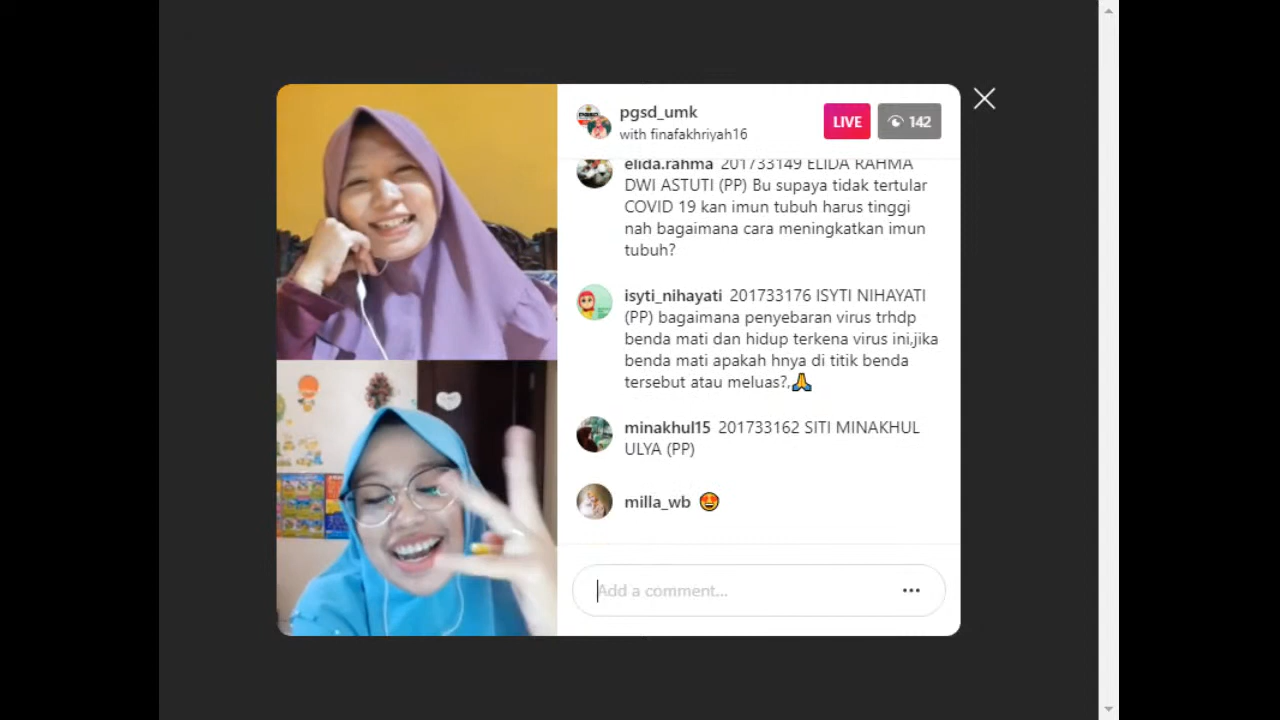 pgsd_umk
with finafakhriyah16
LIVE
142
elida.rahma 201733149 ELIDA RAHMA
DWI ASTUTI (PP) Bu supaya tidak tertular
COVID 19 kan imun tubuh harus tinggi
nah bagaimana cara meningkatkan imun
tubuh?
isyti_nihayati 201733176 ISYTI NIHAYATI
(PP) bagaimana penyebaran virus trhdp
benda mati dan hidup terkena virus ini,jika
benda mati apakah hnya di titik benda
tersebut atau meluas?,🙏
minakhul15 201733162 SITI MINAKHUL
ULYA (PP)
milla_wb 😍
Add a comment...